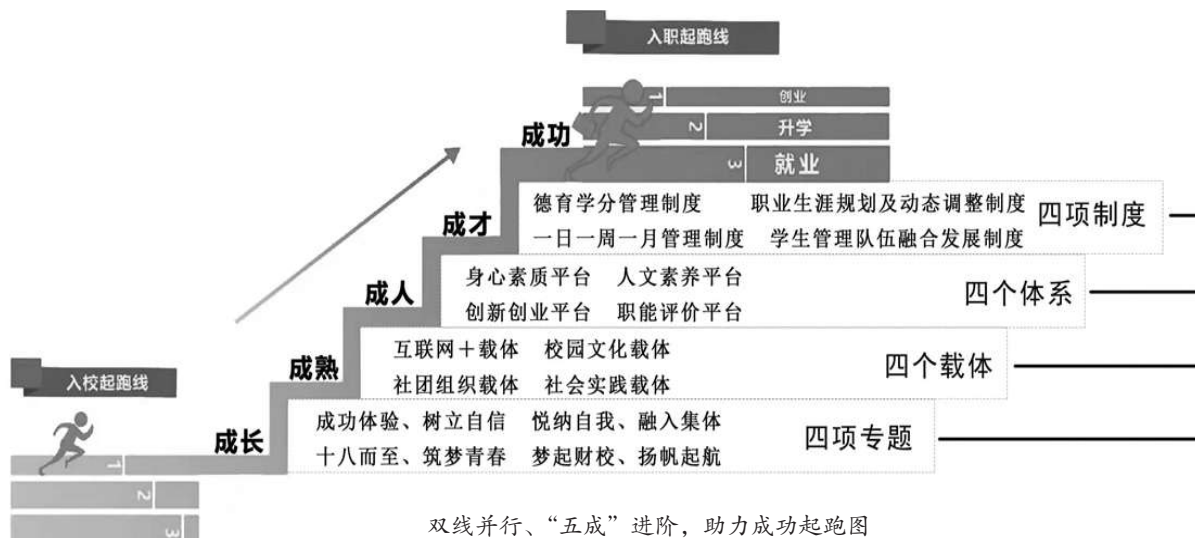 入职起跑线
1 创业
2 升学
3 就业
成功
德育学分管理制度 职业生涯规划及动态调整制度
一日一周一月管理制度 学生管理队伍融合发展制度
四项制度
成才
身心素质平台 人文素养平台
创新创业平台 职能评价平台
四个体系
成人
互联网＋载体 校园文化载体
社团组织载体 社会实践载体
四个载体
成熟
成功体验、树立自信 悦纳自我、融入集体
十八而至、筑梦青春 梦起财校、扬帆起航
四项专题
成长
入校起跑线
1
2
3
双线并行、“五成”进阶，助力成功起跑图